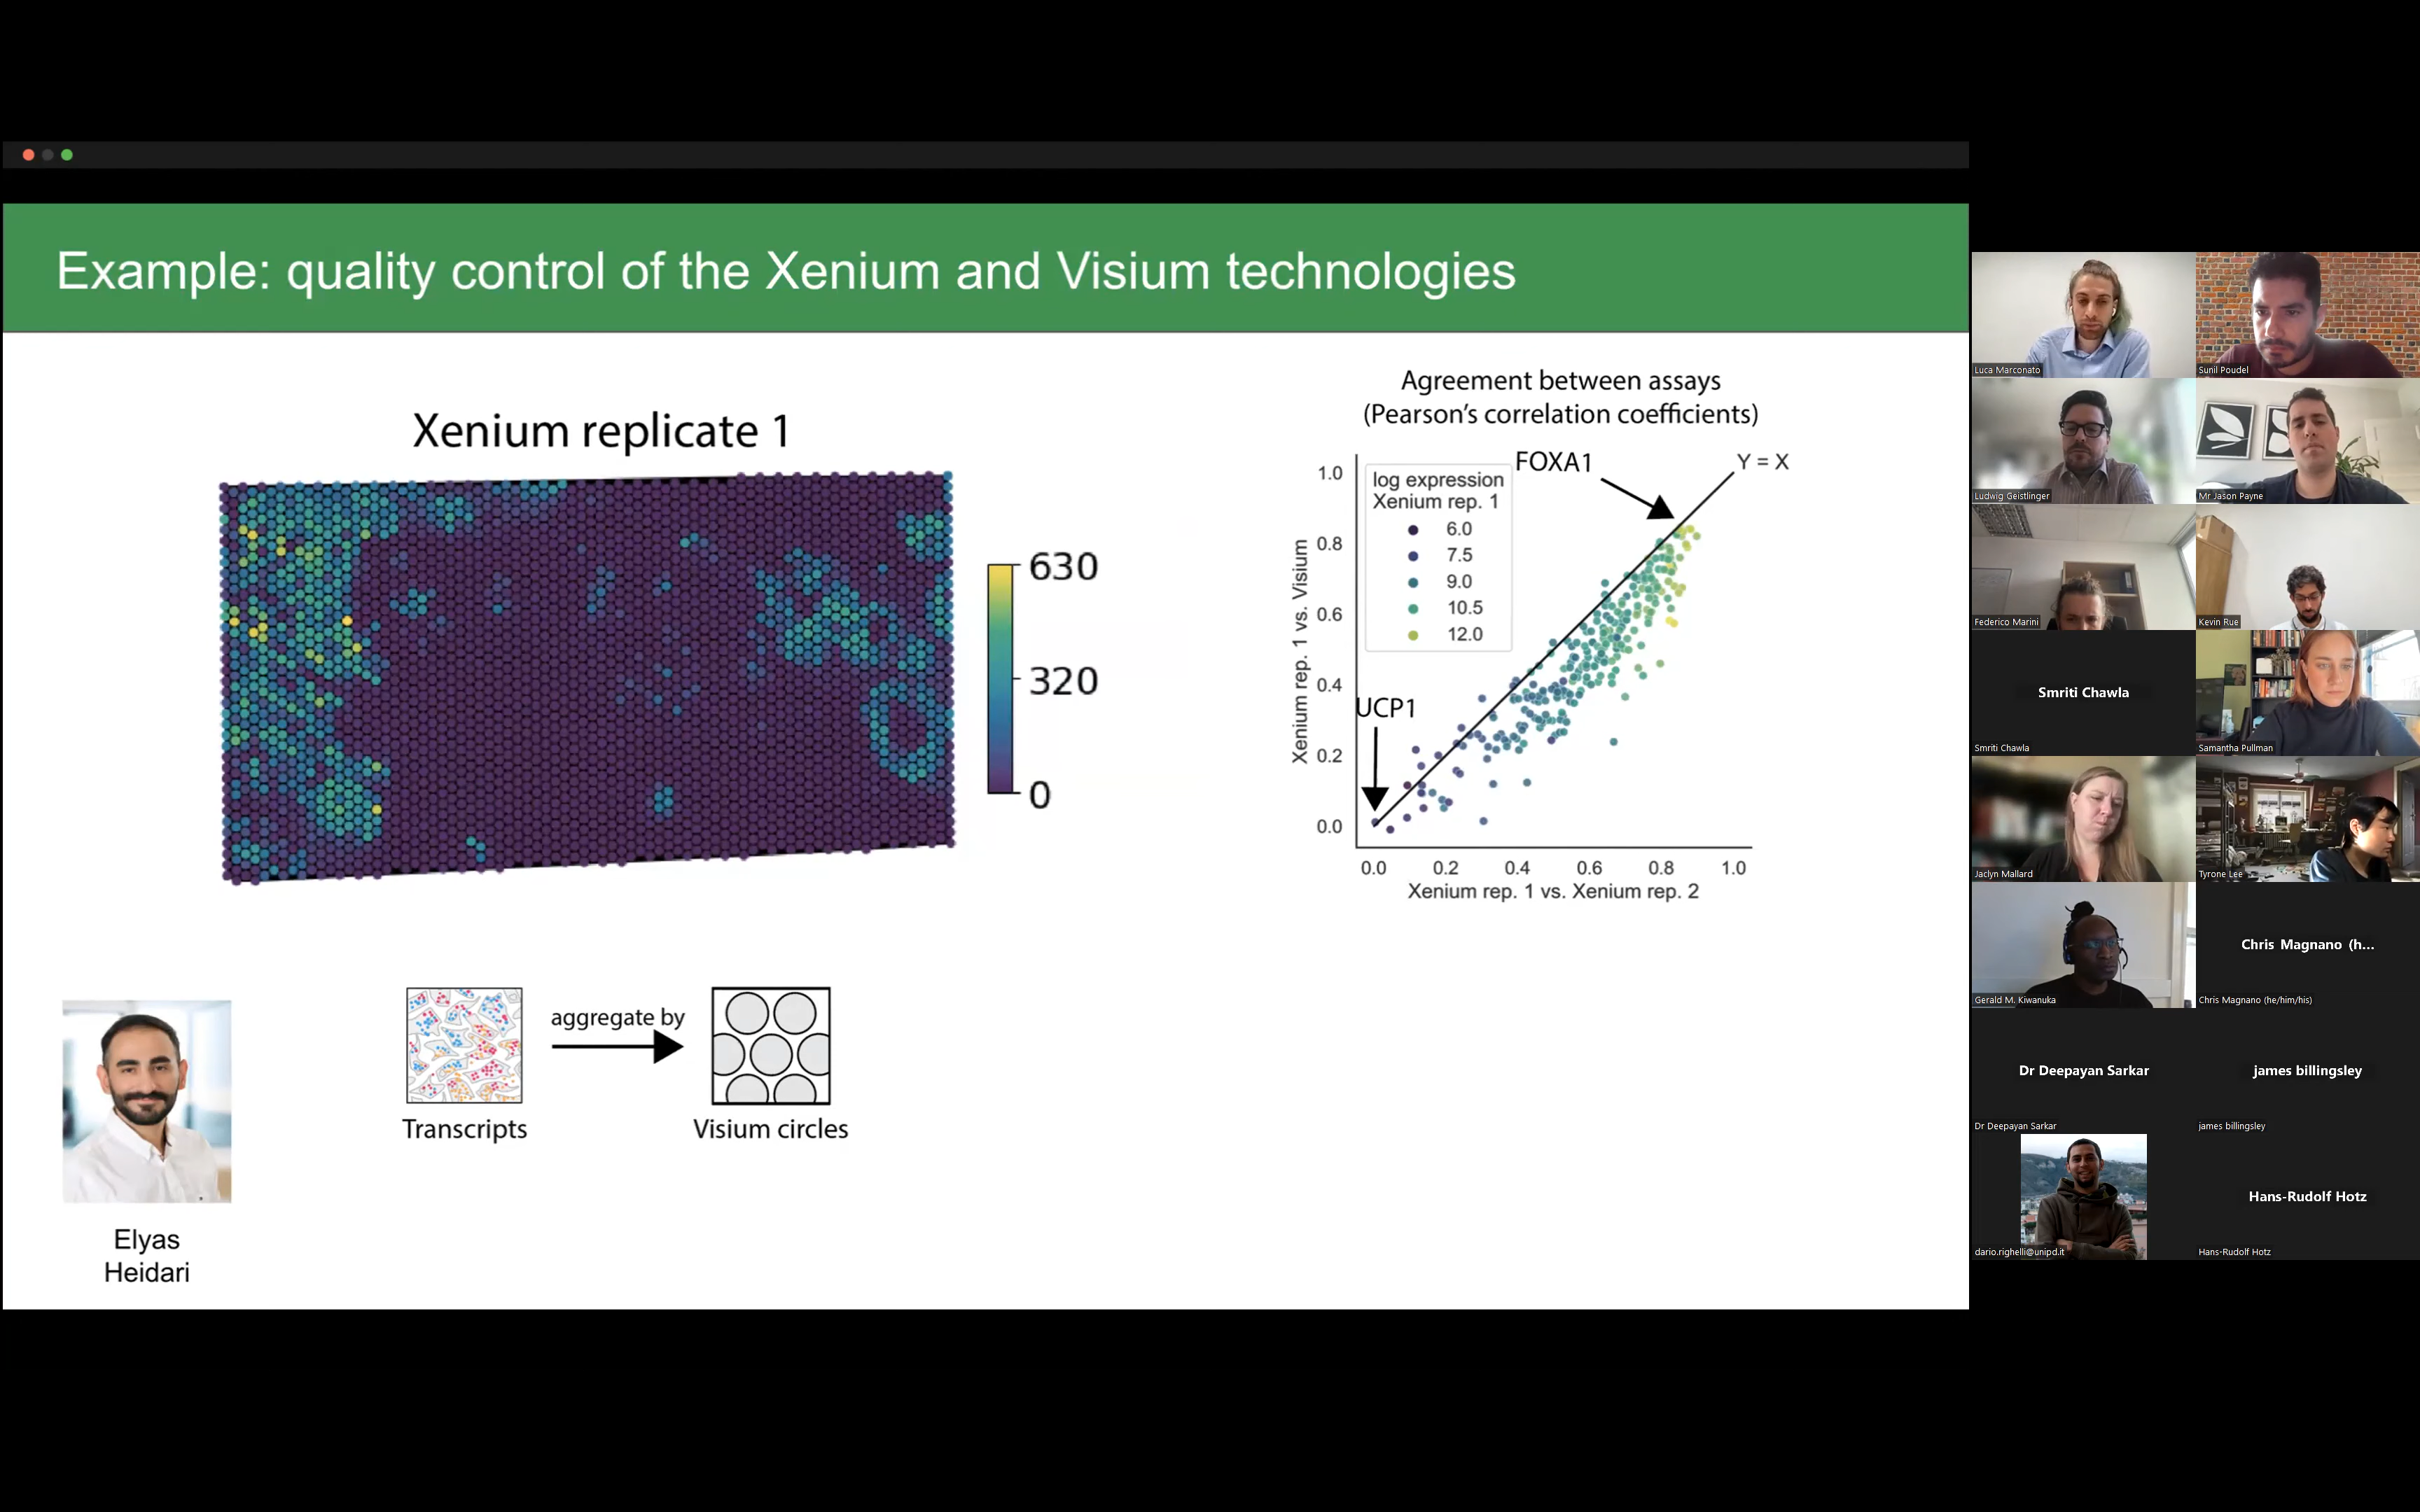 Example: quality control of the Xenium and Visium technologies
Xenium replicate 1
630
320
0
Agreement between assays
(Pearson's correlation coefficients)
FOXA1
Y = X
log expression
Xenium rep. 1
6.0
7.5
9.0
10.5
12.0
UCP1
Xenium rep. 1 vs. Visium
1.0
0.8
0.6
0.4
0.2
0.0
0.0 0.2 0.4 0.6 0.8 1.0
Xenium rep. 1 vs. Xenium rep. 2
aggregate by
Transcripts
Visium circles
Elyas
Heidari
Luca Marconato
Sunil Poudel
Ludwig Geistlinger
Mr Jason Payne
Federico Marini
Kevin Rue
Smriti Chawla
Smriti Chawla
Samantha Pullman
Jaclyn Mallard
Tyrone Lee
Gerald M. Kiwanuka
Chris Magnano (h...
Chris Magnano (he/him/his)
Dr Deepayan Sarkar
Dr Deepayan Sarkar
james billingsley
james billingsley
dario.righelli@unipd.it
Hans-Rudolf Hotz
Hans-Rudolf Hotz